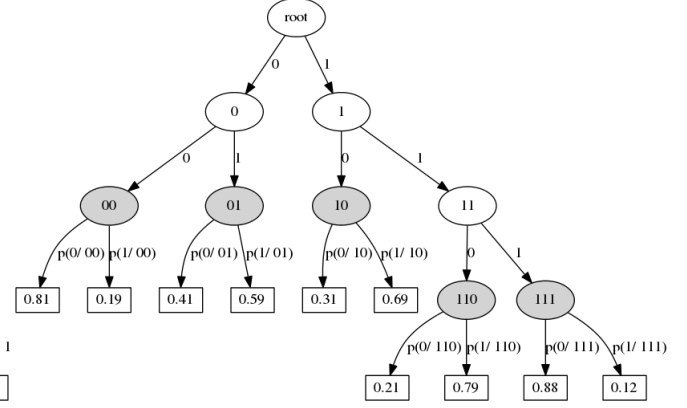 root
0 1
0 1
0 1 0 1
00 01 10 11
p(0/ 00) p(1/ 00) p(0/ 01) p(1/ 01) p(0/ 10) p(1/ 10) 0 1
0.81 0.19 0.41 0.59 0.31 0.69 110 111
1 p(0/ 110) p(1/ 110) p(0/ 111) p(1/ 111)
0.21 0.79 0.88 0.12